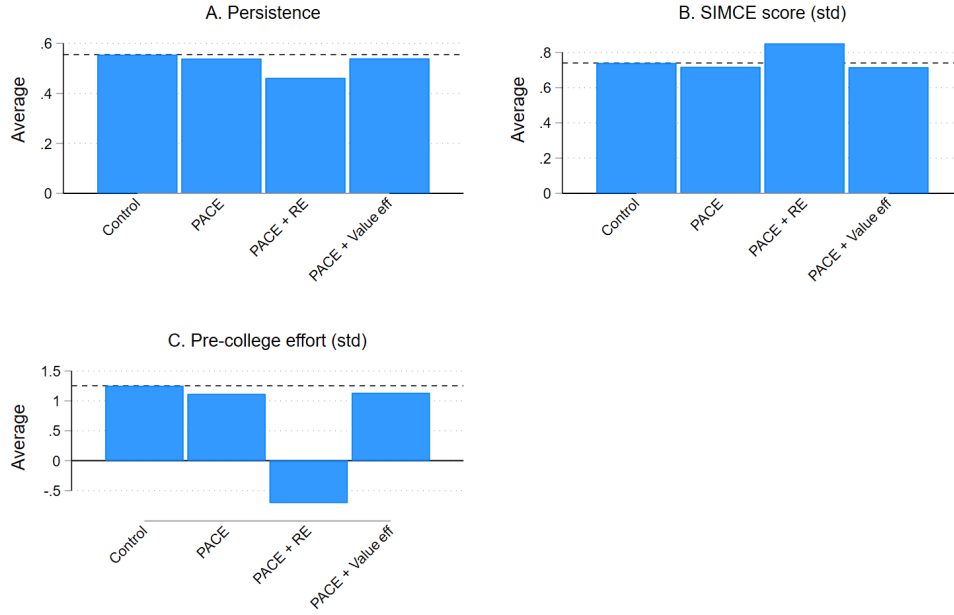 A. Persistence
Average
.6
.4
.2
0
Control
PACE
PACE + RE
PACE + Value eff
B. SIMCE score (std)
Average
.8
.6
.4
.2
0
Control
PACE
PACE + RE
PACE + Value eff
C. Pre-college effort (std)
Average
1.5
1
.5
0
-.5
Control
PACE
PACE + RE
PACE + Value eff